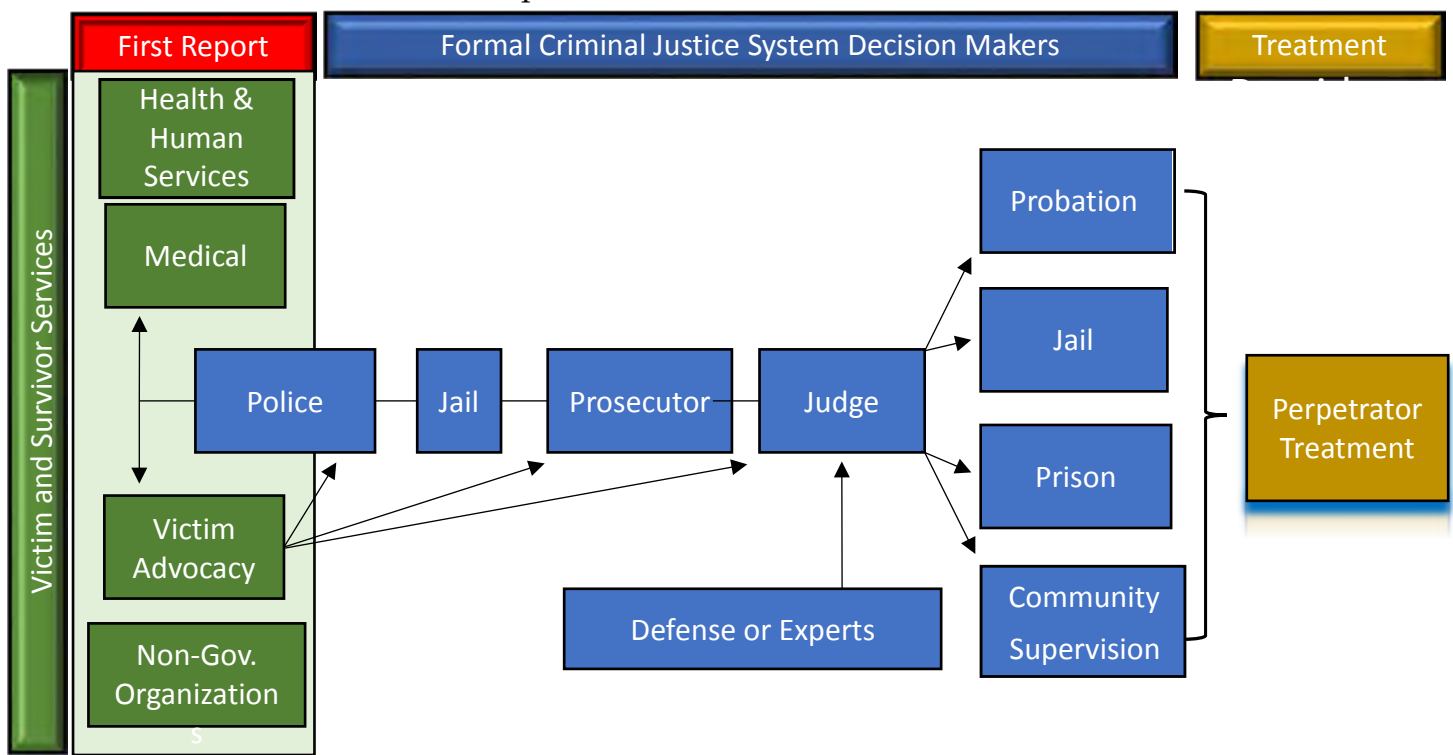 First Report
Formal Criminal Justice System Decision Makers
Treatment
Victim and Survivor Services
Health &
Human
Services
Medical
Police
Jail
Prosecutor
Judge
Victim
Advocacy
Non-Gov.
Organization
s
Defense or Experts
Probation
Jail
Prison
Community
Supervision
Perpetrator
Treatment